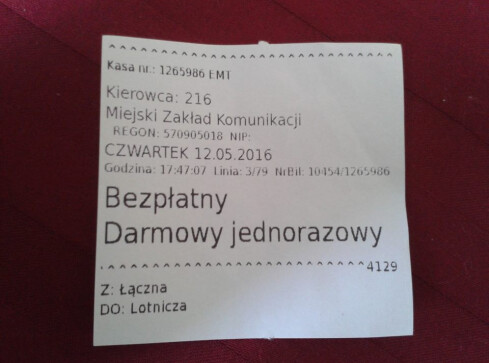 ^ ^ ^ ^ ^ ^ ^ ^ ^ ^ ^ ^ ^ ^ ^ ^ ^ ^ ^ ^ ^ ^ ^ ^ ^ ^ ^ ^ ^ ^
Kasa nr.: 1265986 EMT
Kierowca: 216
Miejski Zakład Komunikacji
REGON: 570905018 NIP:
CZWARTEK 12.05.2016
Godzina: 17:47:07 Linia: 3/79 NrBil: 10454/1265986
Bezpłatny
Darmowy jednorazowy
. ^ ^ ^ ^ ^ ^ ^ ^ ^ ^ ^ ^ ^ ^ ^ ^ ^ ^ ^ ^ ^ ^ ^ ^ ^ ^ 4129
Z: Łączna
DO: Lotnicza